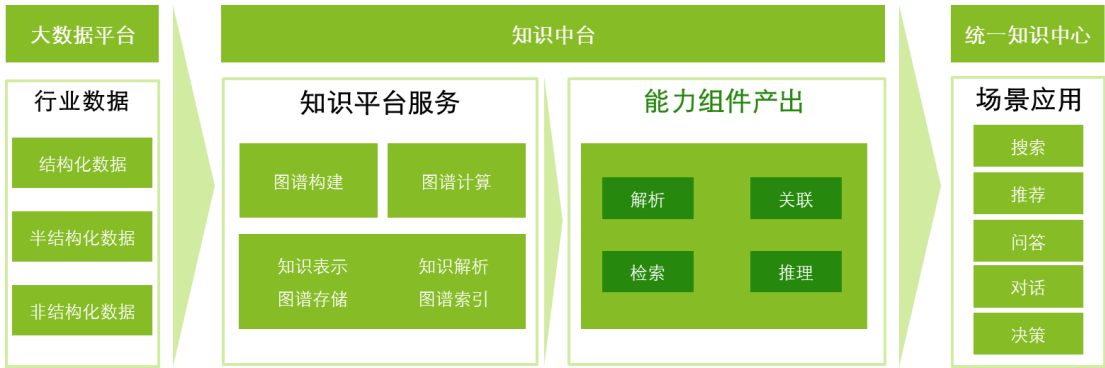 大数据平台
知识中台
统一知识中心
行业数据
结构化数据
半结构化数据
非结构化数据
知识平台服务
图谱构建
图谱计算
知识表示
知识解析
图谱存储
图谱索引
能力组件产出
解析
关联
检索
推理
场景应用
搜索
推荐
问答
对话
决策